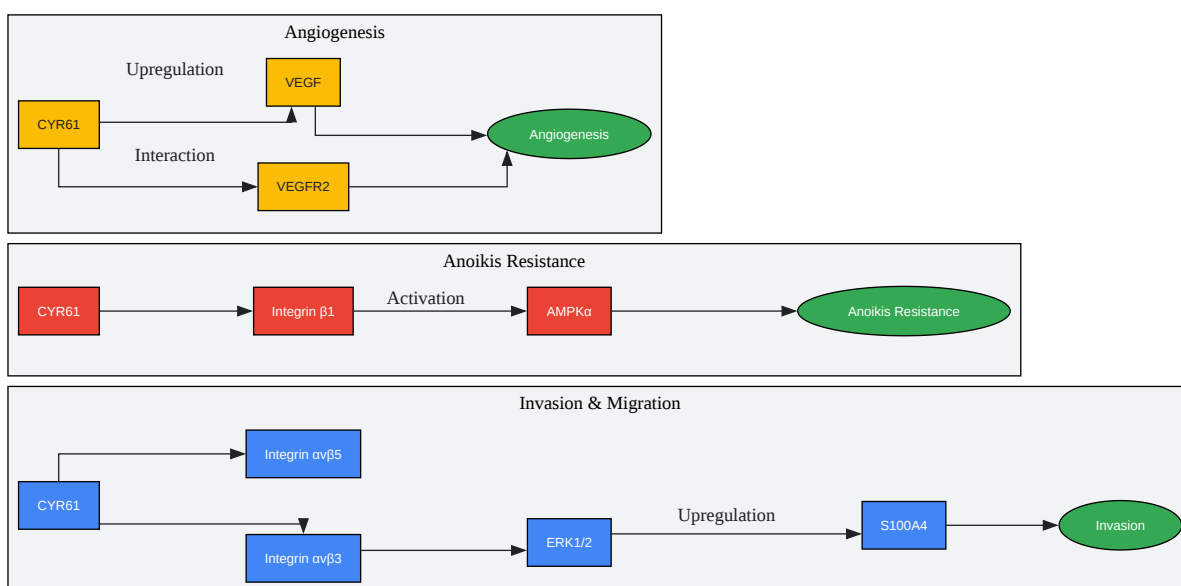 Angiogenesis
Upregulation
VEGF
CYR61
Angiogenesis
Interaction
VEGFR2
Anoikis Resistance
CYR61
Integrin β1
Activation
AMPKα
Anoikis Resistance
Invasion & Migration
Integrin αvβ5
CYR61
Integrin αvβ3
ERK1/2
Upregulation
S100A4
Invasion